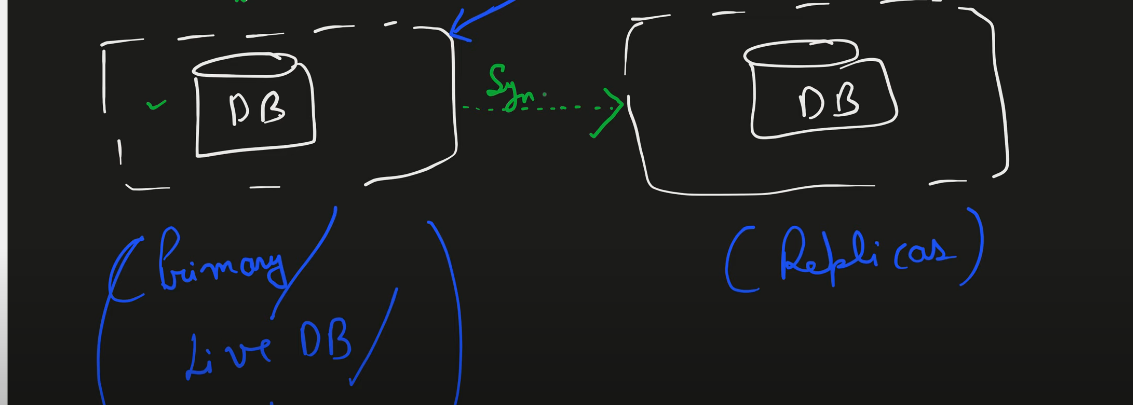 DB
Syn.
DB
(Primary/
Live DB/
)
(Replicas)